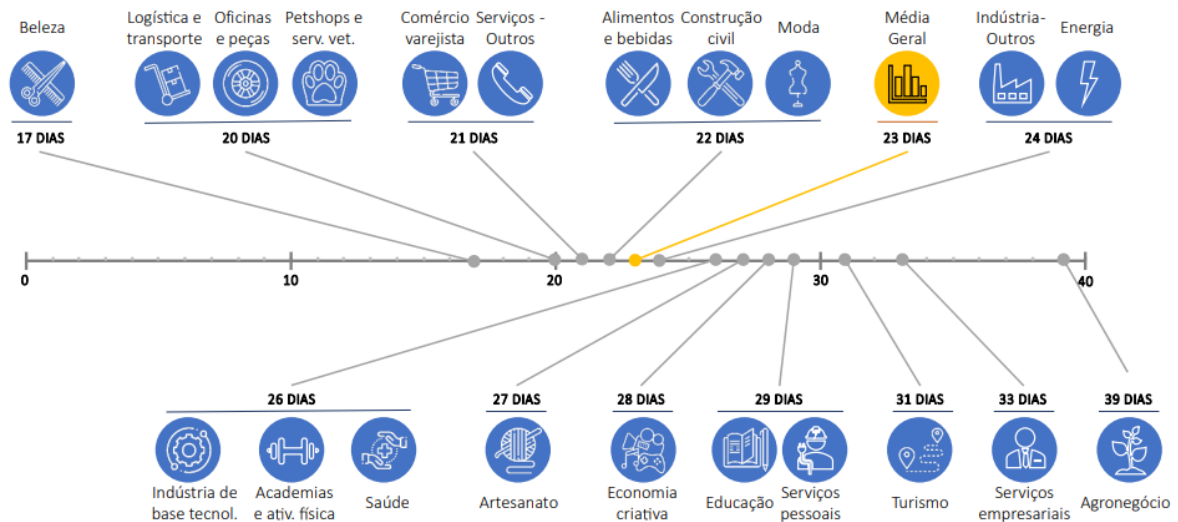 Beleza
Logística e
transporte
Oficinas
e peças
Petshops e
serv. vet.
Comércio
varejista
Serviços -
Outros
Alimentos
e bebidas
Construção
civil
Moda
Média
Geral
Indústria-
Outros
Energia
17 DIAS
20 DIAS
21 DIAS
22 DIAS
23 DIAS
24 DIAS
0
10
20
30
40
26 DIAS
27 DIAS
28 DIAS
29 DIAS
31 DIAS
33 DIAS
39 DIAS
Indústria de
base tecnol.
Academias
e ativ. física
Saúde
Artesanato
Economia
criativa
Educação
Serviços
pessoais
Turismo
Serviços
empresariais
Agronegócio